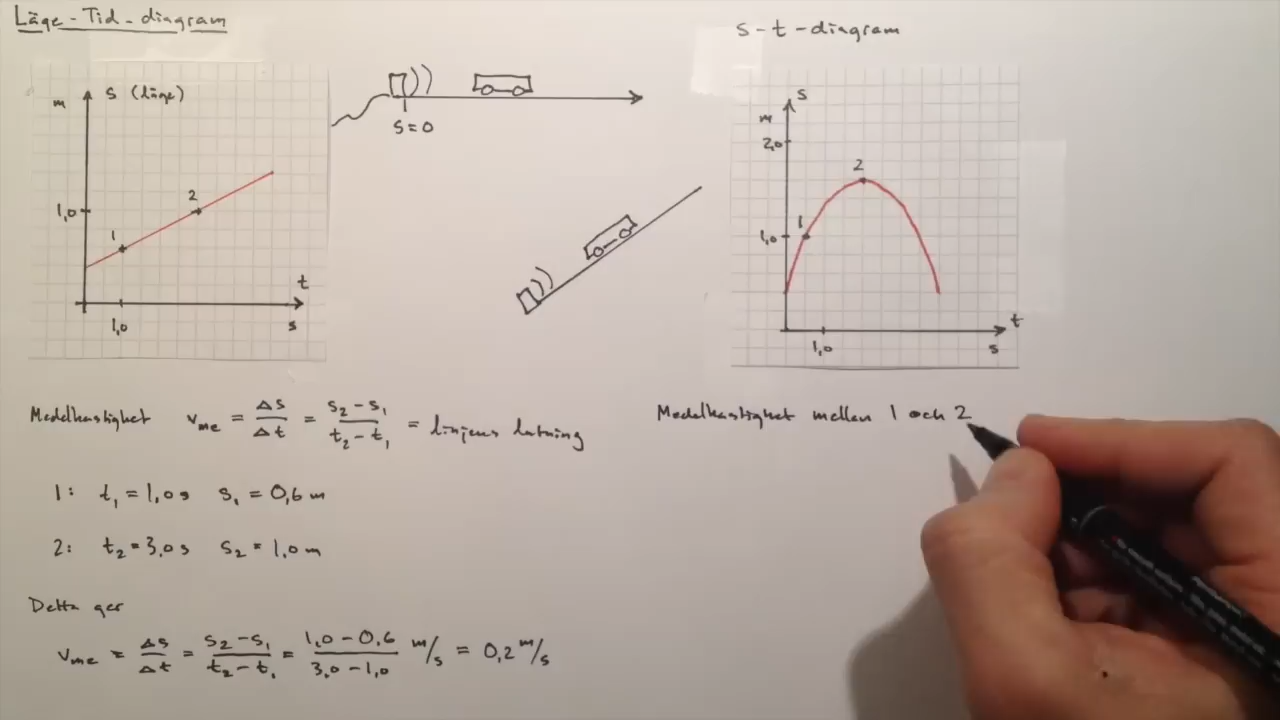 Läge-Tid-diagram
s (läge)
m
2
1,0
1
t
1,0
s
s=0
s-t-diagram
s
m
2,0
2
1,0
1
t
1,0
s
Medelhastighet v_me = Δs/Δt = (s₂-s₁)/(t₂-t₁) = linjens lutning
1: t₁ = 1,0 s s₁ = 0,6 m
2: t₂ = 3,0 s s₂ = 1,0 m
Detta ger
v_me = Δs/Δt = (s₂-s₁)/(t₂-t₁) = (1,0-0,6)/(3,0-1,0) m/s = 0,2 m/s
Medelhastighet mellan 1 och 2